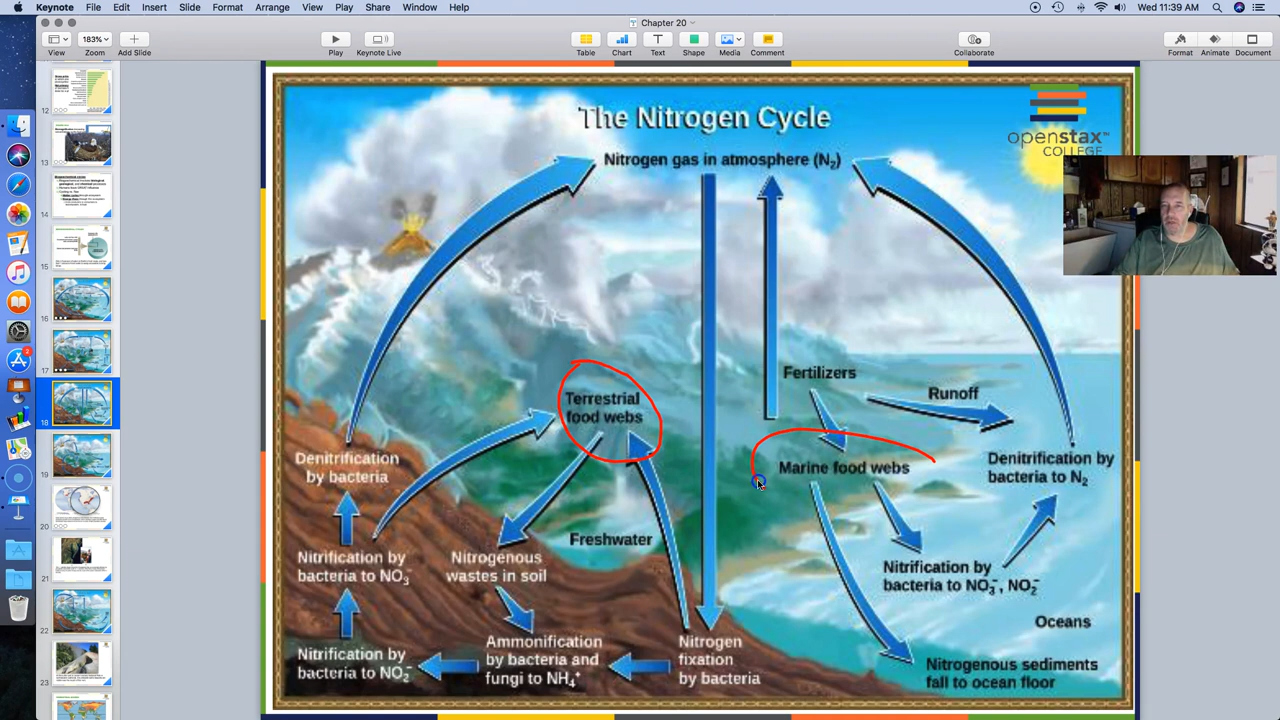 Keynote File Edit Insert Slide Format Arrange View Play Share Window Help Wed 11:39 AM
Chapter 20
183%
View Zoom Add Slide Play Keynote Live Table Chart Text Shape Media Comment Collaborate Format Animate Document
12
13
14
15
16
17
18
19
20
21
22
23
2
The Nitrogen Cycle
openstax™
COLLEGE
Nitrogen gas in atmosphere (N₂)
Fertilizers
Runoff
Terrestrial
food webs
Marine food webs
Denitrification
by bacteria
Denitrification by
bacteria to N₂
Freshwater
Nitrification by
bacteria to NO₃⁻
Nitrogenous
wastes in soil
Nitrification by
bacteria to NO₃⁻, NO₂⁻
Oceans
Nitrification by
bacteria to NO₂⁻
Ammonification
by bacteria and
fungi to NH₄⁺
Nitrogen
fixation
by bacteria
Nitrogenous sediments
fall to ocean floor